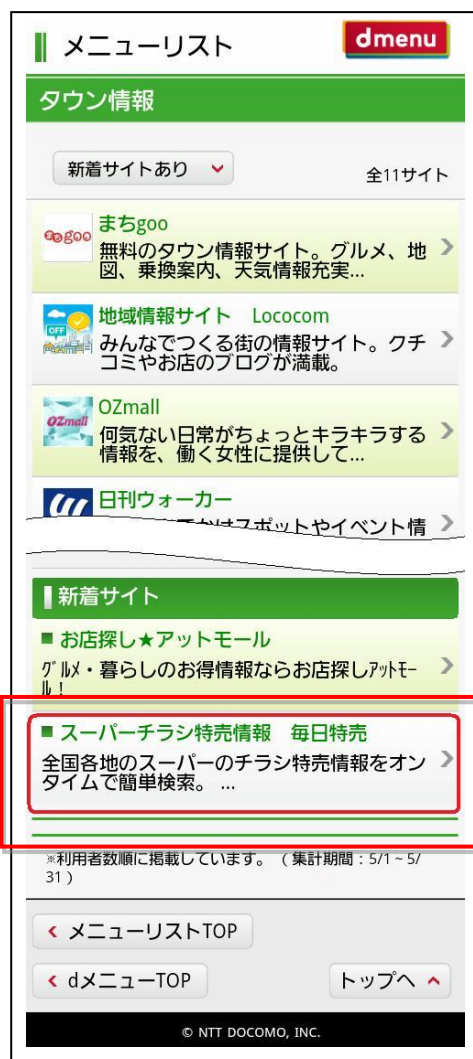 メニューリスト
dmenu
タウン情報
新着サイトあり
全11サイト
まちgoo
まちgoo
無料のタウン情報サイト。グルメ、地
図、乗換案内、天気情報充実...
OFF
地域情報サイト Lococom
みんなでつくる街の情報サイト。クチ
コミやお店のブログが満載。
OZmall
OZmall
何気ない日常がちょっとキラキラする
情報を、働く女性に提供して...
日刊ウォーカー
スポットやイベント情
新着サイト
お店探し★アットモール
グルメ・暮らしのお得情報ならお店探しアットモー
ル!
スーパーチラシ特売情報 毎日特売
全国各地のスーパーのチラシ特売情報をオン
タイムで簡単検索。 ...
※利用者数順に掲載しています。(集計期間:5/1~5/
31)
メニューリストTOP
dメニューTOP
トップへ
© NTT DOCOMO, INC.